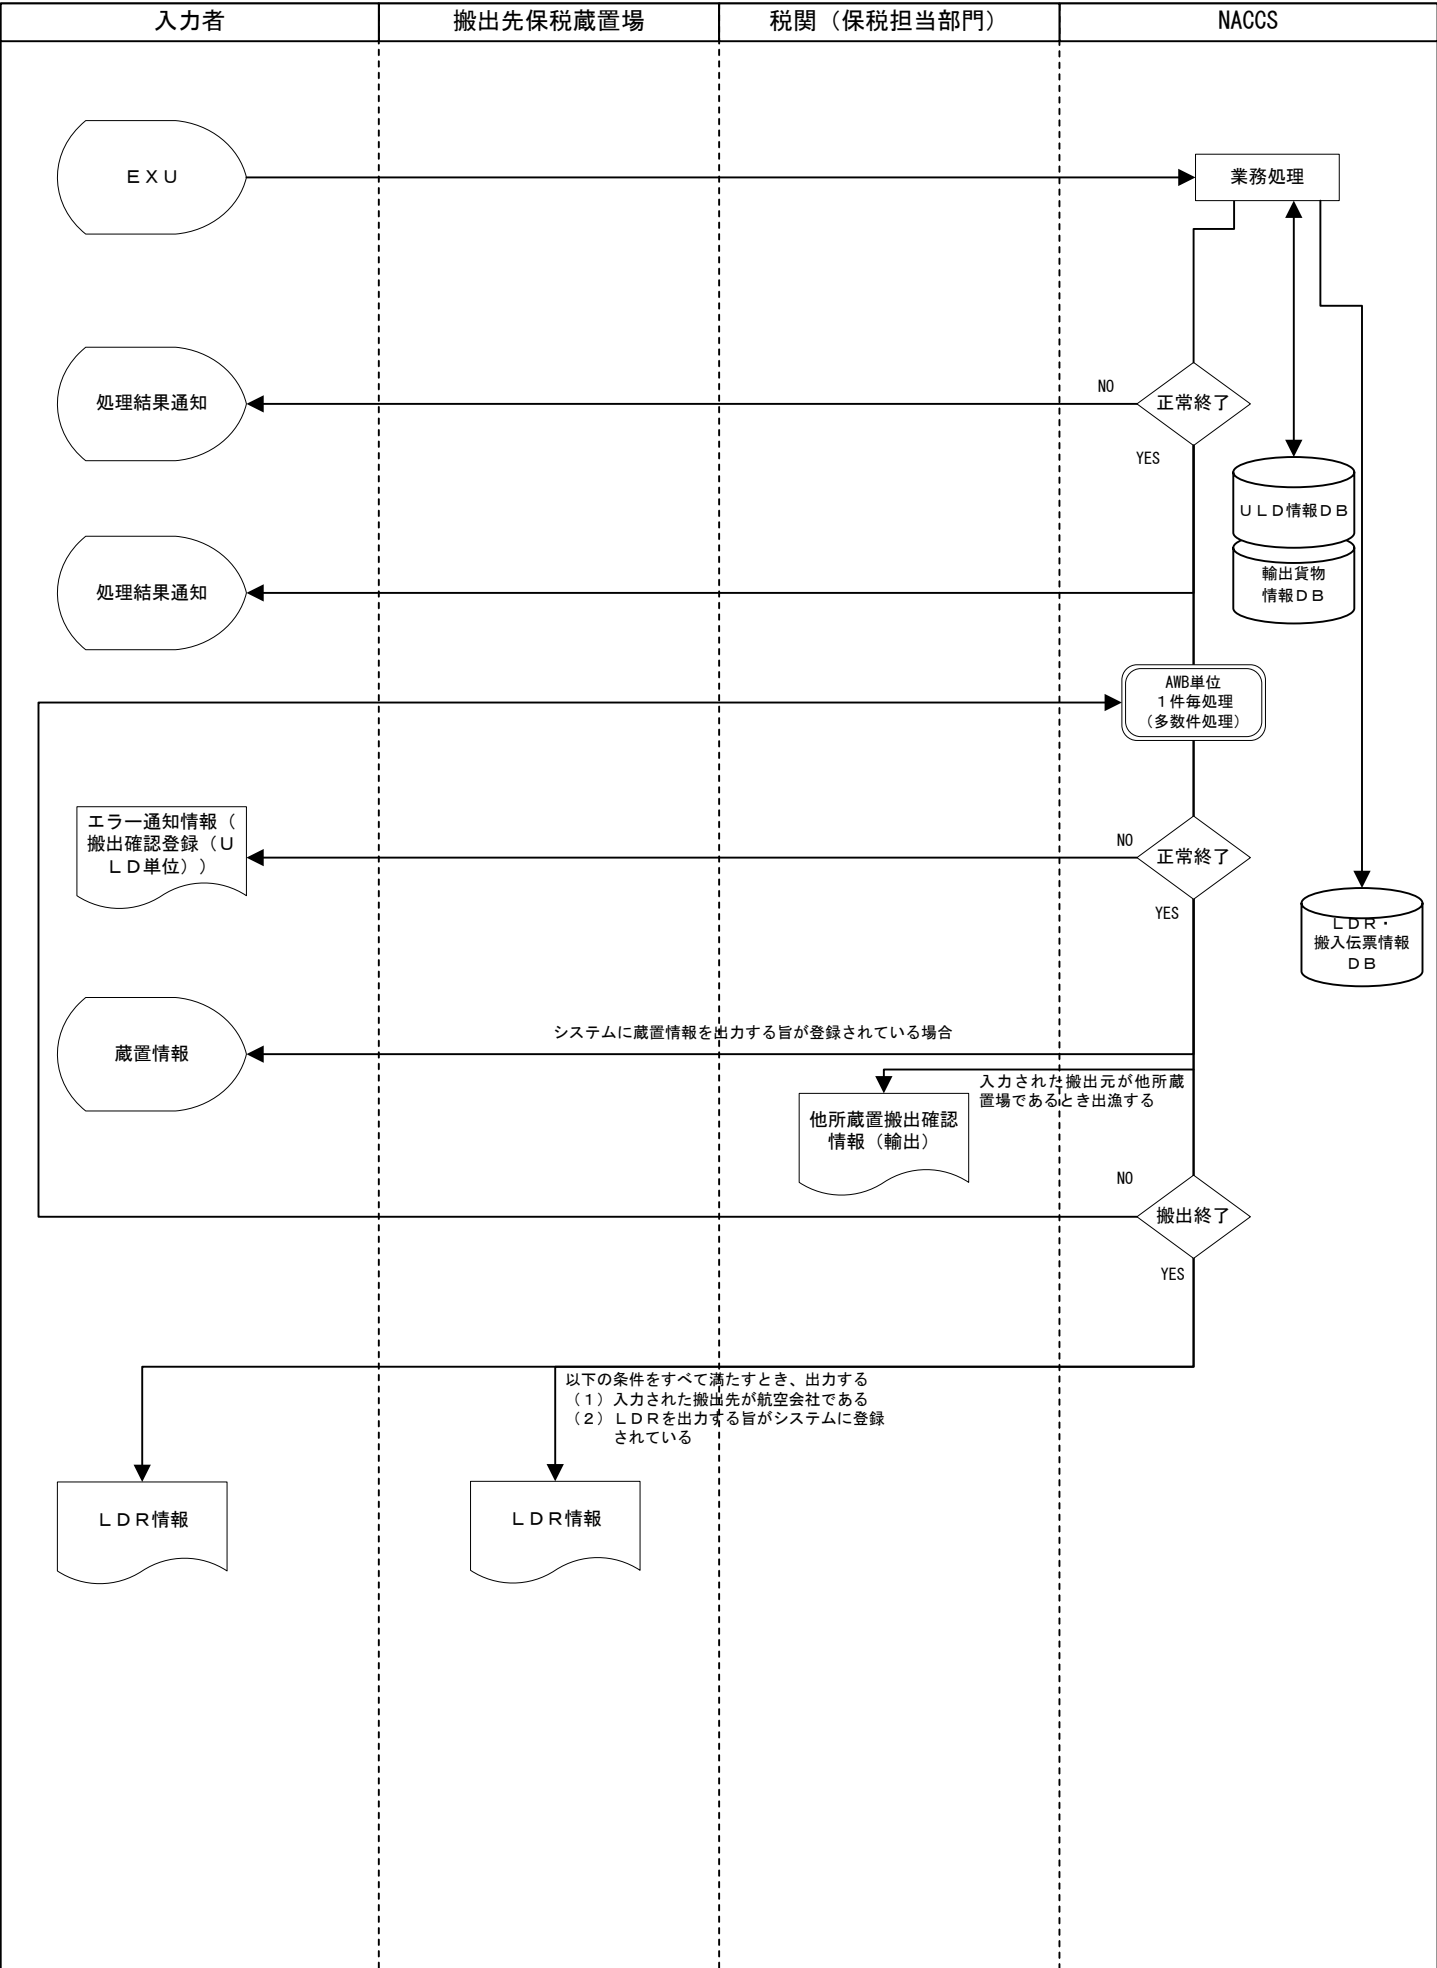 入力者
搬出先保税蔵置場
税関（保税担当部門）
NACCS
ＥＸＵ
業務処理
処理結果通知
NO
正常終了
YES
ＵＬＤ情報ＤＢ
輸出貨物
情報ＤＢ
処理結果通知
AWB単位
１件毎処理
（多数件処理）
エラー通知情報（
搬出確認登録（Ｕ
ＬＤ単位））
NO
正常終了
YES
ＬＤＲ・
搬入伝票情報
ＤＢ
システムに蔵置情報を出力する旨が登録されている場合
蔵置情報
入力された搬出元が他所蔵
置場であるとき出漁する
他所蔵置搬出確認
情報（輸出）
NO
搬出終了
YES
以下の条件をすべて満たすとき、出力する
（１）入力された搬出先が航空会社である
（２）ＬＤＲを出力する旨がシステムに登録
されている
ＬＤＲ情報
ＬＤＲ情報